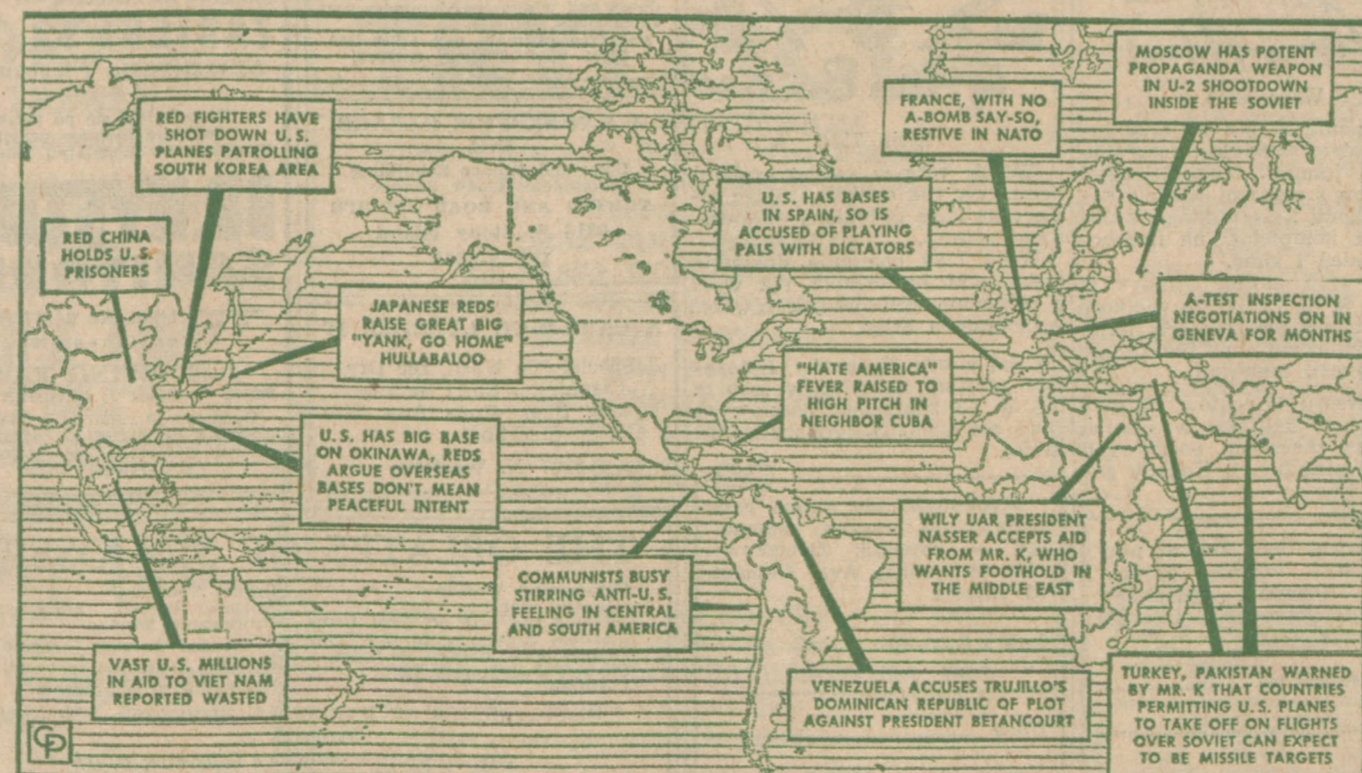 RED FIGHTERS HAVE
SHOT DOWN U.S.
PLANES PATROLLING
SOUTH KOREA AREA
RED CHINA
HOLDS U.S.
PRISONERS
JAPANESE REDS
RAISE GREAT BIG
"YANK, GO HOME"
HULLABALOO
U.S. HAS BIG BASE
ON OKINAWA, REDS
ARGUE OVERSEAS
BASES DON'T MEAN
PEACEFUL INTENT
VAST U.S. MILLIONS
IN AID TO VIET NAM
REPORTED WASTED
CP
MOSCOW HAS POTENT
PROPAGANDA WEAPON
IN U-2 SHOOTDOWN
INSIDE THE SOVIET
FRANCE, WITH NO
A-BOMB SAY-SO,
RESTIVE IN NATO
U.S. HAS BASES
IN SPAIN, SO IS
ACCUSED OF PLAYING
PALS WITH DICTATORS
A-TEST INSPECTION
NEGOTIATIONS ON IN
GENEVA FOR MONTHS
"HATE AMERICA"
FEVER RAISED TO
HIGH PITCH IN
NEIGHBOR CUBA
WILY UAR PRESIDENT
NASSER ACCEPTS AID
FROM MR. K, WHO
WANTS FOOTHOLD IN
THE MIDDLE EAST
COMMUNISTS BUSY
STIRRING ANTI-U.S.
FEELING IN CENTRAL
AND SOUTH AMERICA
VENEZUELA ACCUSES TRUJILLO'S
DOMINICAN REPUBLIC OF PLOT
AGAINST PRESIDENT BETANCOURT
TURKEY, PAKISTAN WARNED
BY MR. K THAT COUNTRIES
PERMITTING U.S. PLANES
TO TAKE OFF ON FLIGHTS
OVER SOVIET CAN EXPECT
TO BE MISSILE TARGETS